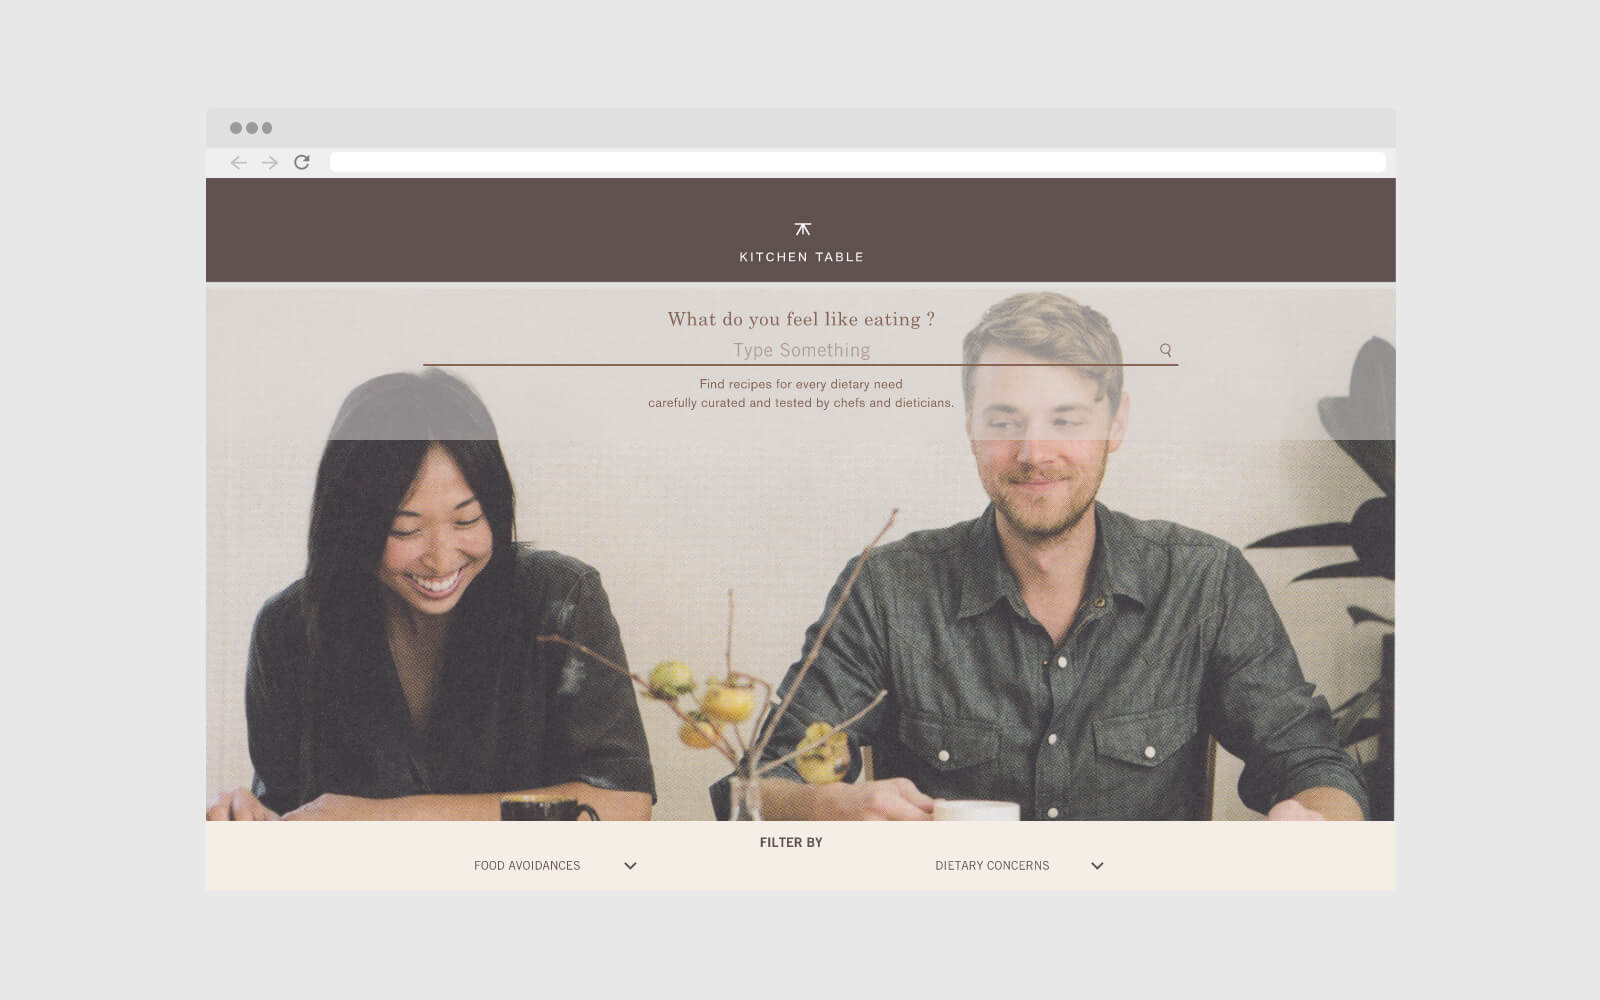 KITCHEN TABLE
What do you feel like eating ?
Type Something
Find recipes for every dietary need
carefully curated and tested by chefs and dieticians.
FILTER BY
FOOD AVOIDANCES
DIETARY CONCERNS